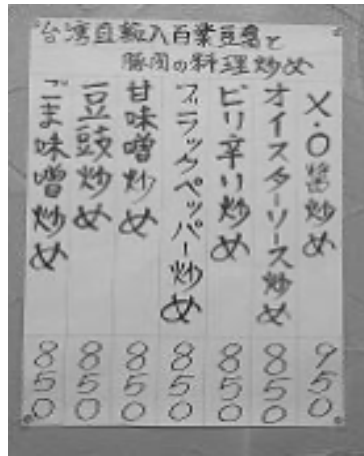 台湾直輸入百葉豆腐と
豚肉の料理炒め
X.O醬炒め
950
オイスターソース炒め
850
ピリ辛い炒め
850
ブラックペッパー炒め
850
甘味噌炒め
850
豆豉炒め
850
ごま味噌炒め
850